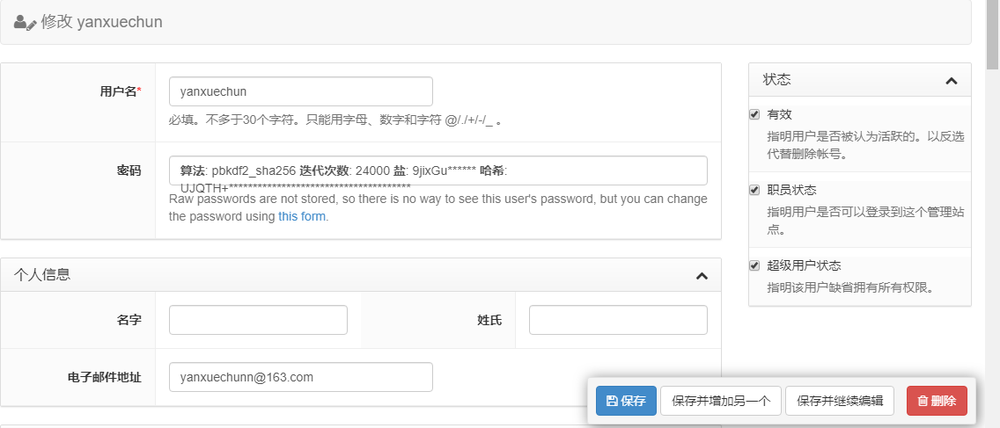 修改 yanxuechun
用户名*
yanxuechun
必填。不多于30个字符。只能用字母、数字和字符 @/./+/-/_ 。
密码
算法: pbkdf2_sha256 迭代次数: 24000 盐: 9jixGu****** 哈希:
UJQTH+**************************************
Raw passwords are not stored, so there is no way to see this user's password, but you can change
the password using this form.
个人信息
名字
姓氏
电子邮件地址
yanxuechunn@163.com
状态
有效
指明用户是否被认为活跃的。以反选
代替删除帐号。
职员状态
指明用户是否可以登录到这个管理站
点。
超级用户状态
指明该用户缺省拥有所有权限。
保存
保存并增加另一个
保存并继续编辑
删除